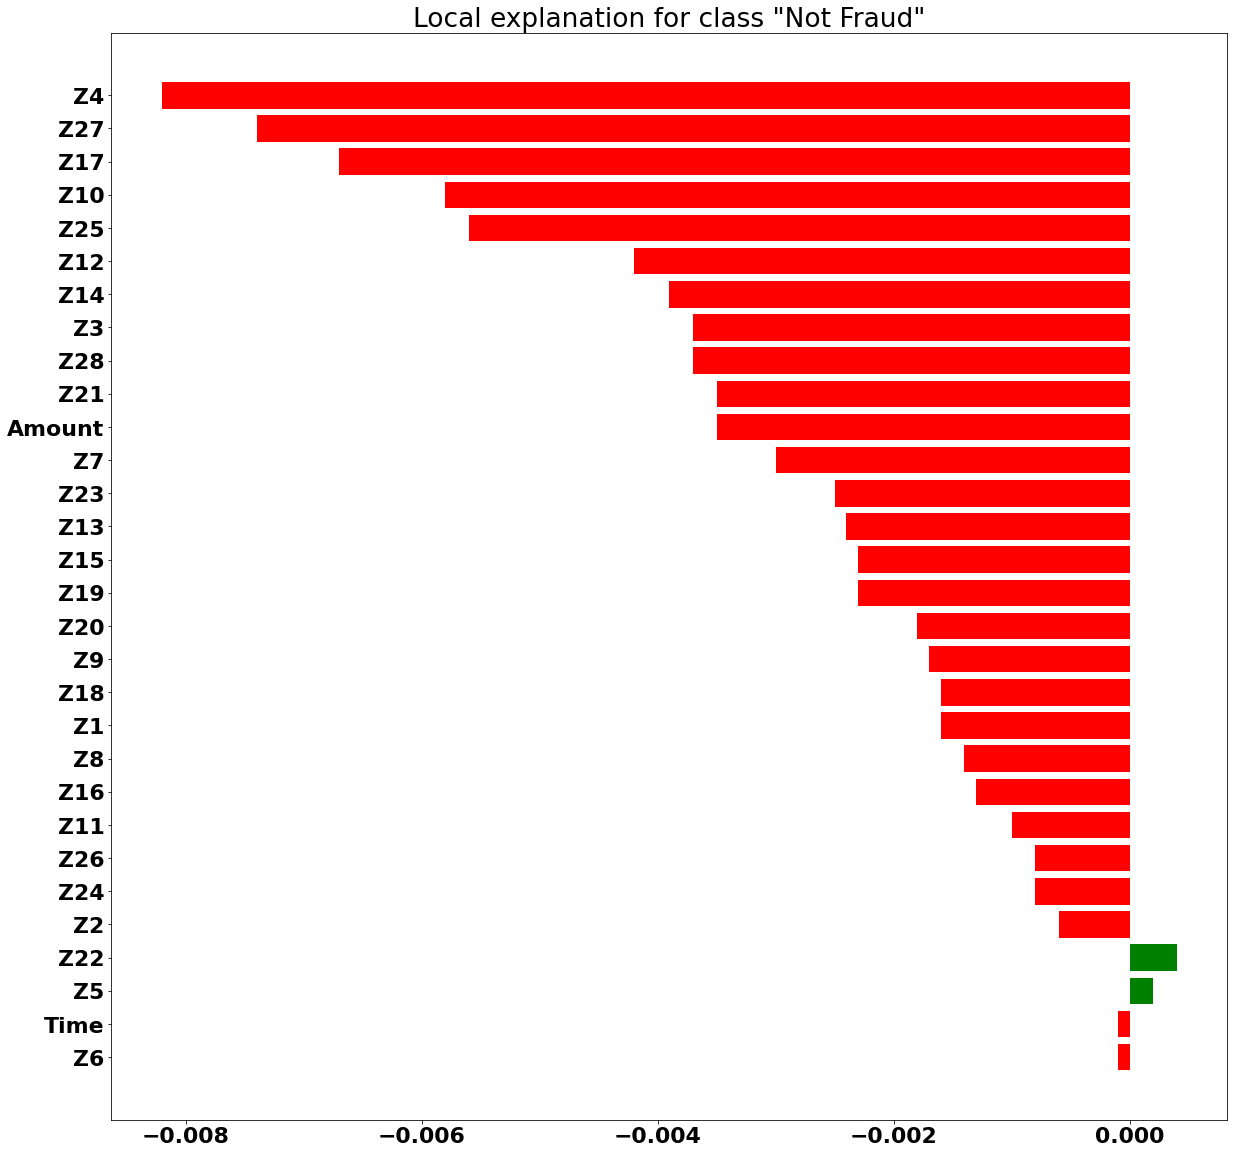 Local explanation for class "Not Fraud"
Z4
Z27
Z17
Z10
Z25
Z12
Z14
Z3
Z28
Z21
Amount
Z7
Z23
Z13
Z15
Z19
Z20
Z9
Z18
Z1
Z8
Z16
Z11
Z26
Z24
Z2
Z22
Z5
Time
Z6
−0.008 −0.006 −0.004 −0.002 0.000